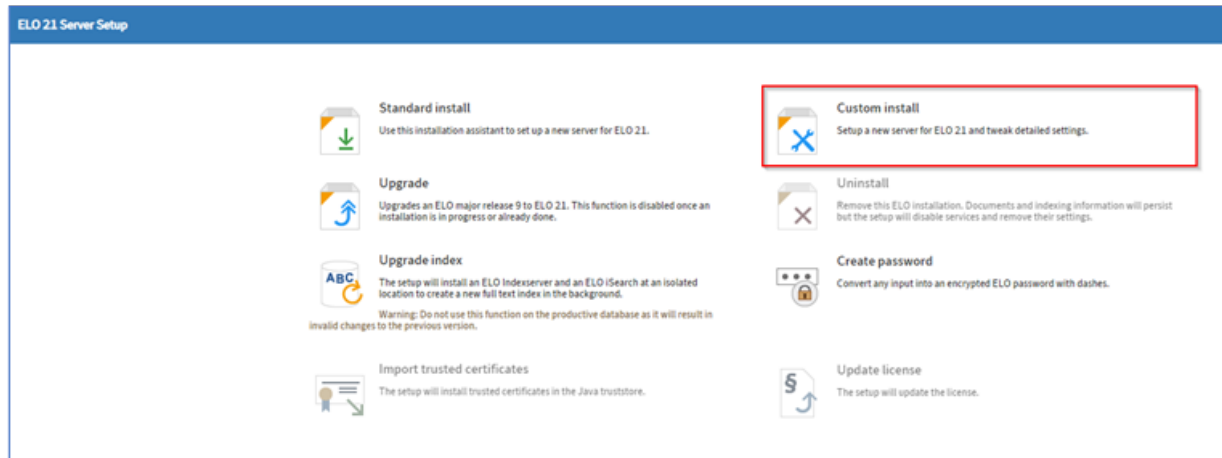 ELO 21 Server Setup
Standard install
Use this installation assistant to set up a new server for ELO 21.
Custom install
Setup a new server for ELO 21 and tweak detailed settings.
Upgrade
Upgrades an ELO major release 9 to ELO 21. This function is disabled once an
installation is in progress or already done.
Uninstall
Remove this ELO installation. Documents and indexing information will persist
but the setup will disable services and remove their settings.
ABC
Upgrade index
The setup will install an ELO Indexserver and an ELO iSearch at an isolated
location to create a new full text index in the background.
Warning: Do not use this function on the productive database as it will result in
invalid changes to the previous version.
Create password
Convert any input into an encrypted ELO password with dashes.
Import trusted certificates
The setup will install trusted certificates in the Java truststore.
§
Update license
The setup will update the license.